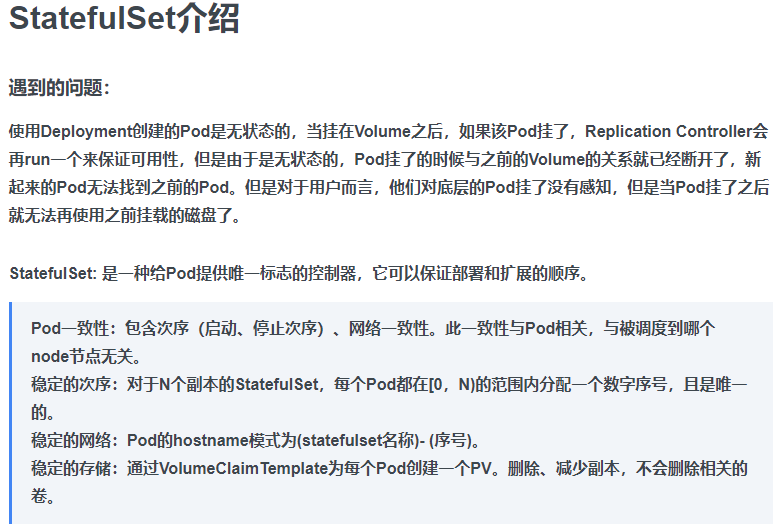 StatefulSet介绍
遇到的问题：
使用Deployment创建的Pod是无状态的，当挂在Volume之后，如果该Pod挂了，Replication Controller会
再run一个来保证可用性，但是由于是无状态的，Pod挂了的时候与之前的Volume的关系就已经断开了，新
起来的Pod无法找到之前的Pod。但是对于用户而言，他们对底层的Pod挂了没有感知，但是当Pod挂了之后
就无法再使用之前挂载的磁盘了。
StatefulSet: 是一种给Pod提供唯一标志的控制器，它可以保证部署和扩展的顺序。
Pod一致性：包含次序（启动、停止次序）、网络一致性。此一致性与Pod相关，与被调度到哪个
node节点无关。
稳定的次序：对于N个副本的StatefulSet，每个Pod都在[0，N)的范围内分配一个数字序号，且是唯一
的。
稳定的网络：Pod的hostname模式为(statefulset名称)- (序号)。
稳定的存储：通过VolumeClaimTemplate为每个Pod创建一个PV。删除、减少副本，不会删除相关的
卷。